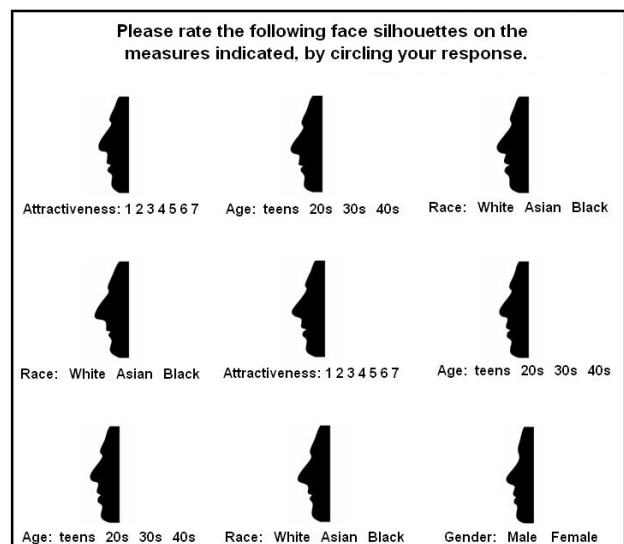 Please rate the following face silhouettes on the
measures indicated, by circling your response.
Attractiveness: 1 2 3 4 5 6 7
Age: teens 20s 30s 40s
Race: White Asian Black
Race: White Asian Black
Attractiveness: 1 2 3 4 5 6 7
Age: teens 20s 30s 40s
Age: teens 20s 30s 40s
Race: White Asian Black
Gender: Male Female